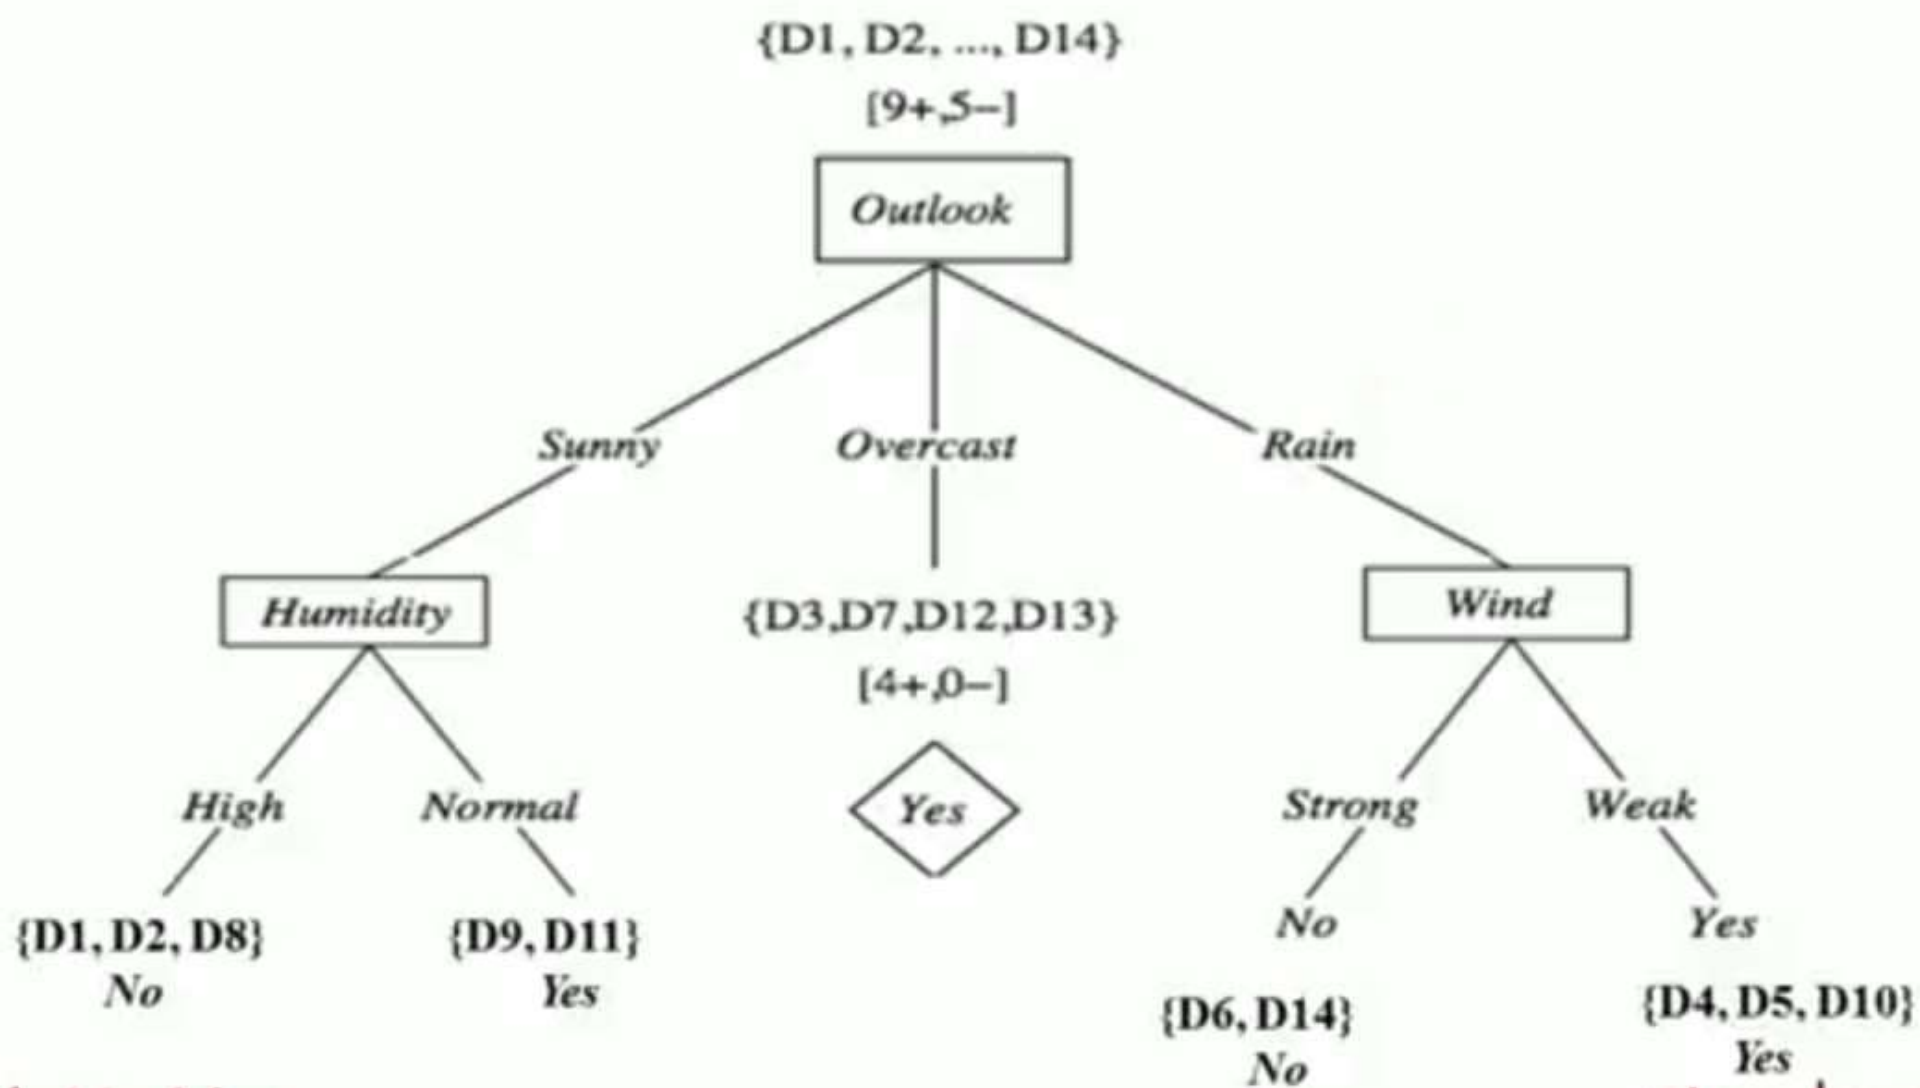 {D1, D2, ..., D14}
[9+,5−]
Outlook
Sunny
Overcast
Rain
Humidity
{D3,D7,D12,D13}
[4+,0−]
Wind
High
Normal
Yes
Strong
Weak
No
Yes
{D1, D2, D8}
No
{D9, D11}
Yes
{D6, D14}
No
{D4, D5, D10}
Yes